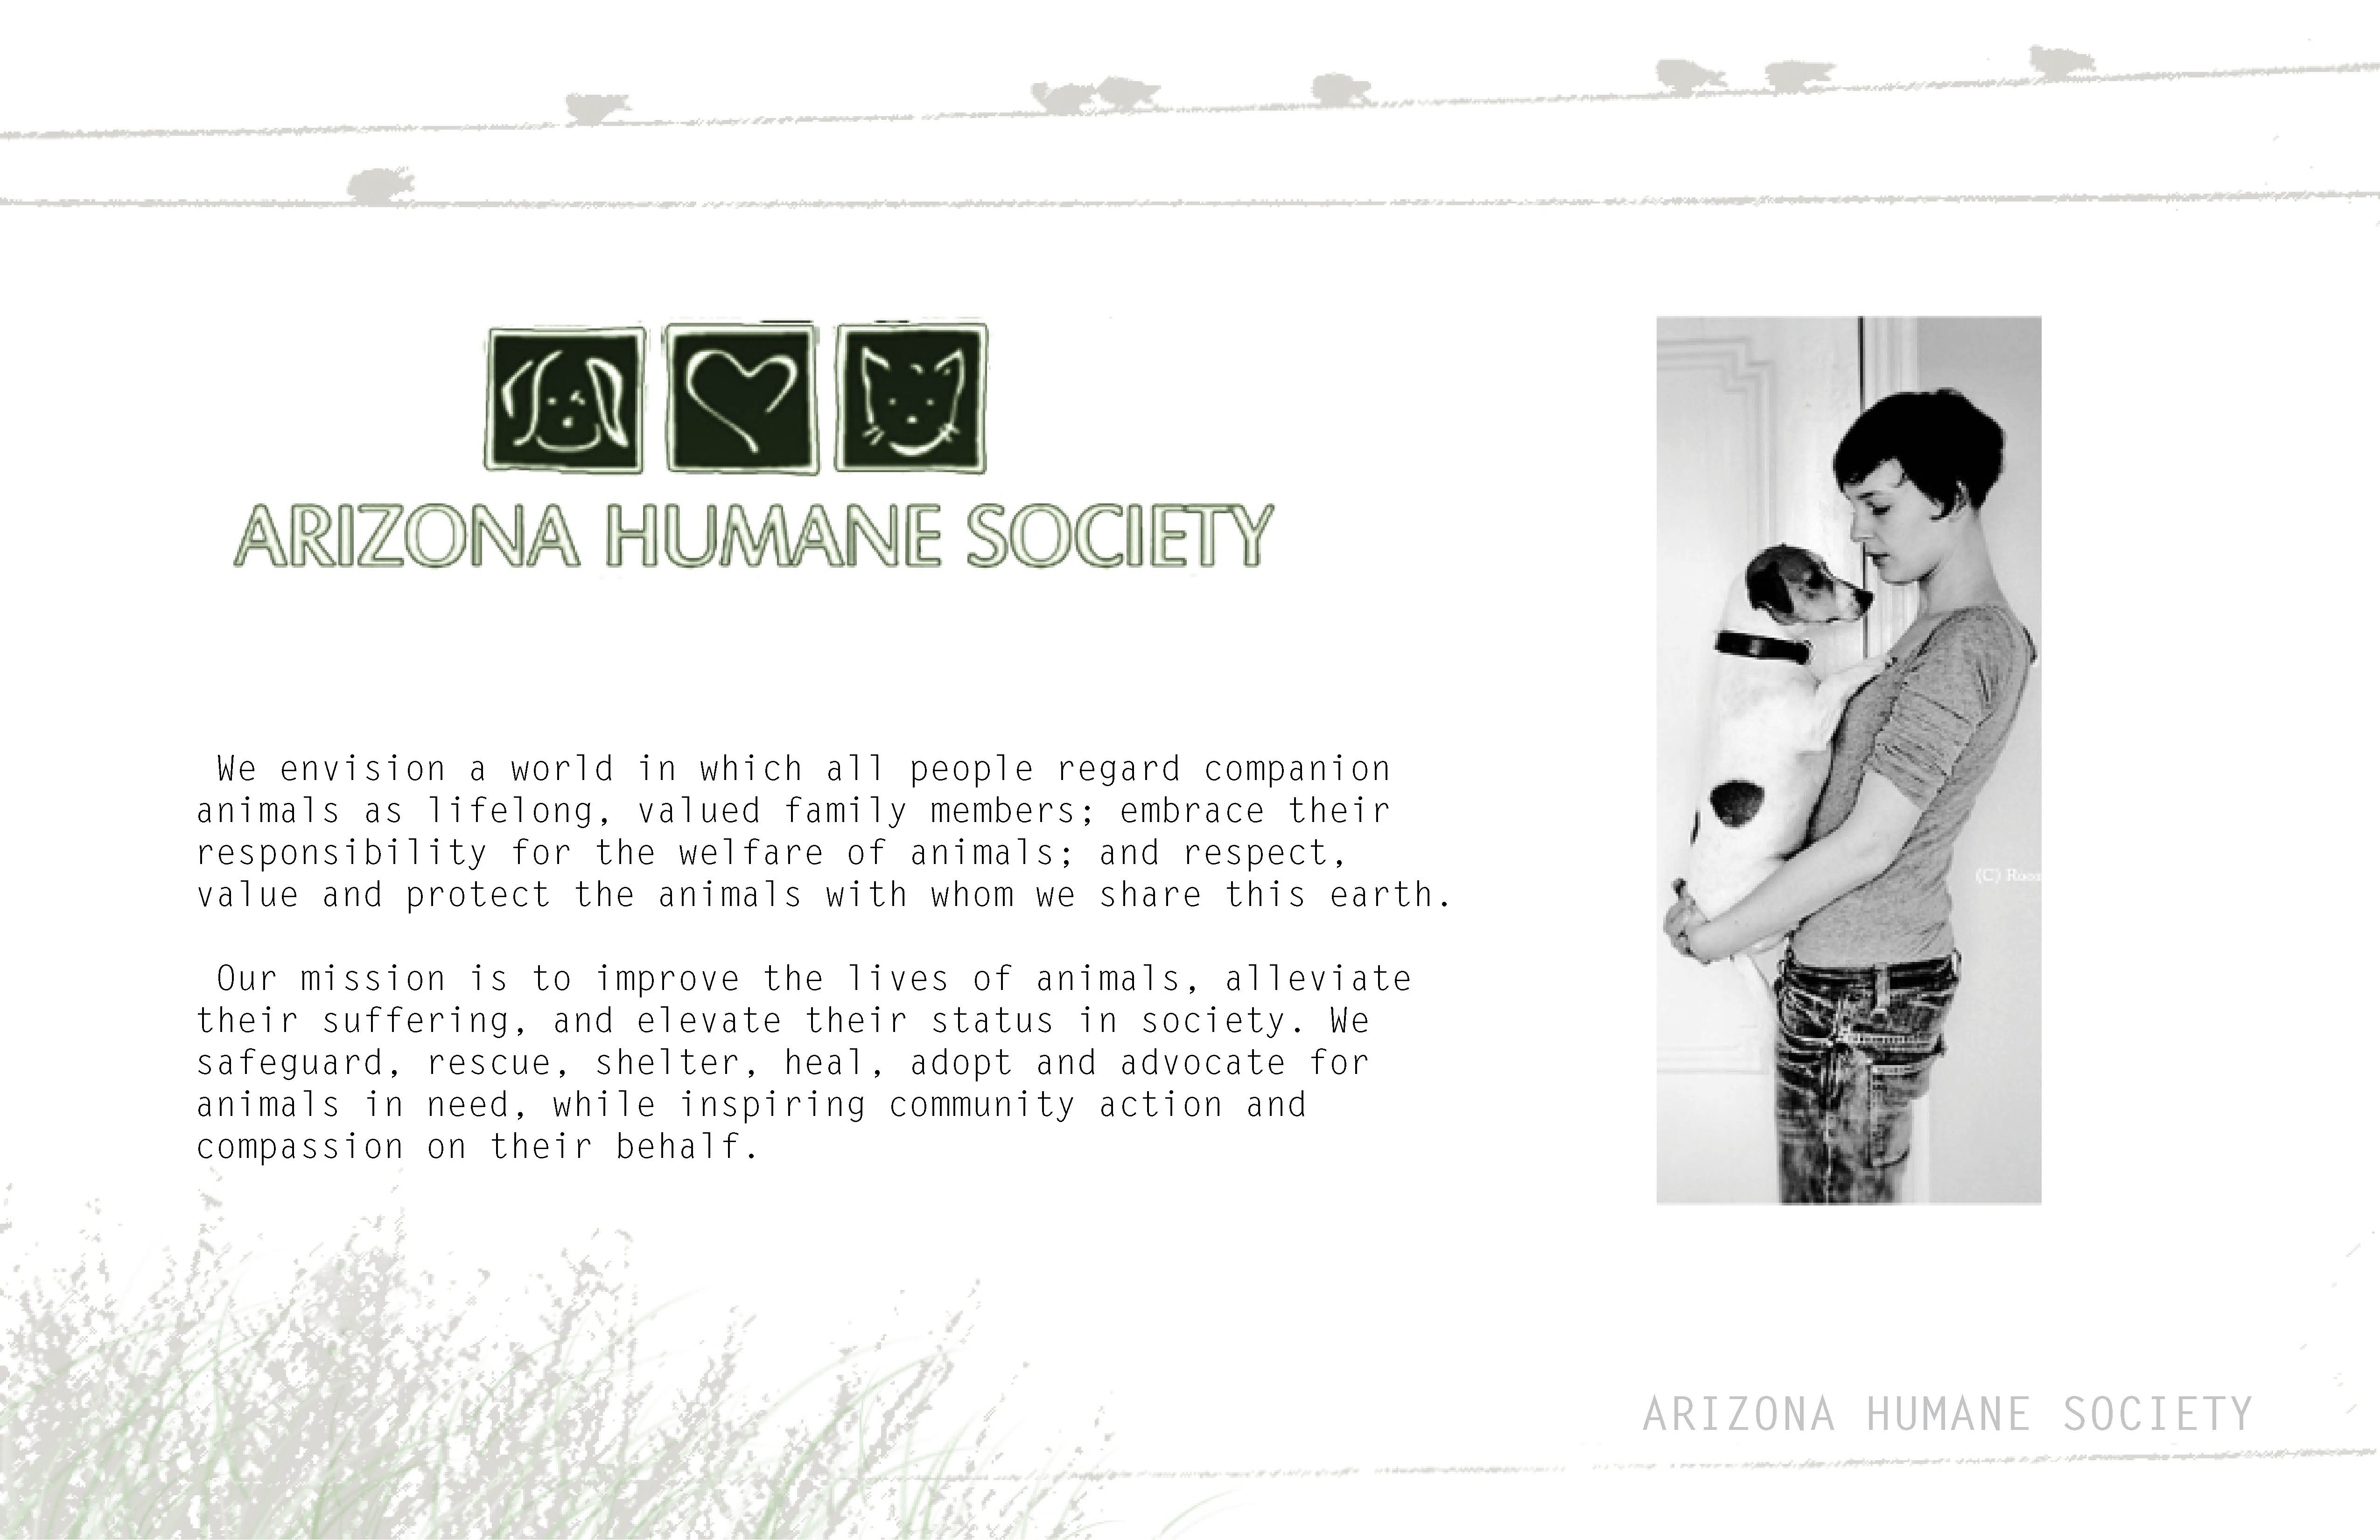 ARIZONA HUMANE SOCIETY
We envision a world in which all people regard companion
animals as lifelong, valued family members; embrace their
responsibility for the welfare of animals; and respect,
value and protect the animals with whom we share this earth.
Our mission is to improve the lives of animals, alleviate
their suffering, and elevate their status in society. We
safeguard, rescue, shelter, heal, adopt and advocate for
animals in need, while inspiring community action and
compassion on their behalf.
(C)
ARIZONA HUMANE SOCIETY